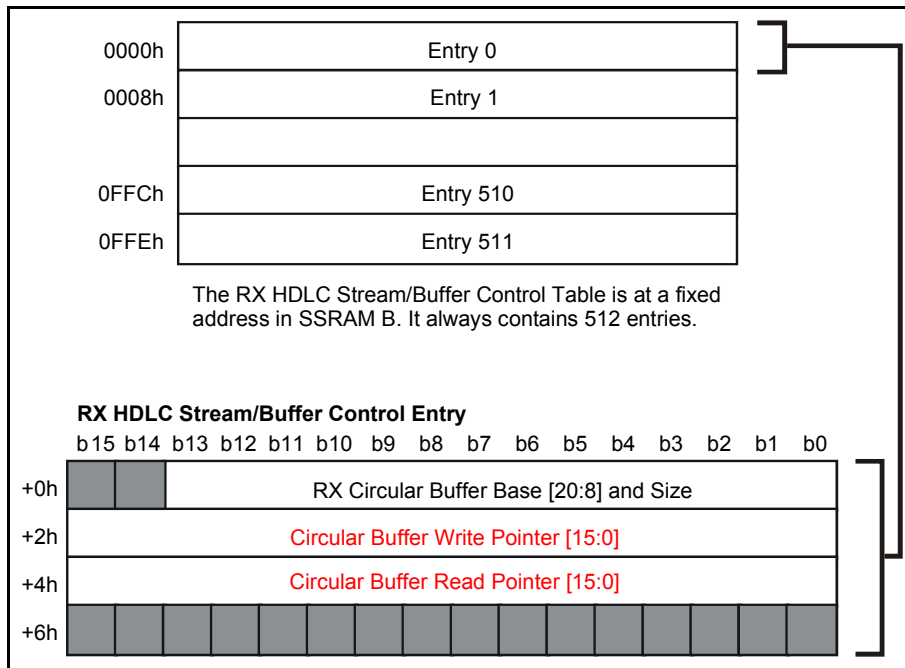 0000h Entry 0
0008h Entry 1
0FFCh Entry 510
0FFEh Entry 511
The RX HDLC Stream/Buffer Control Table is at a fixed
address in SSRAM B. It always contains 512 entries.
RX HDLC Stream/Buffer Control Entry
b15 b14 b13 b12 b11 b10 b9 b8 b7 b6 b5 b4 b3 b2 b1 b0
+0h RX Circular Buffer Base [20:8] and Size
+2h Circular Buffer Write Pointer [15:0]
+4h Circular Buffer Read Pointer [15:0]
+6h